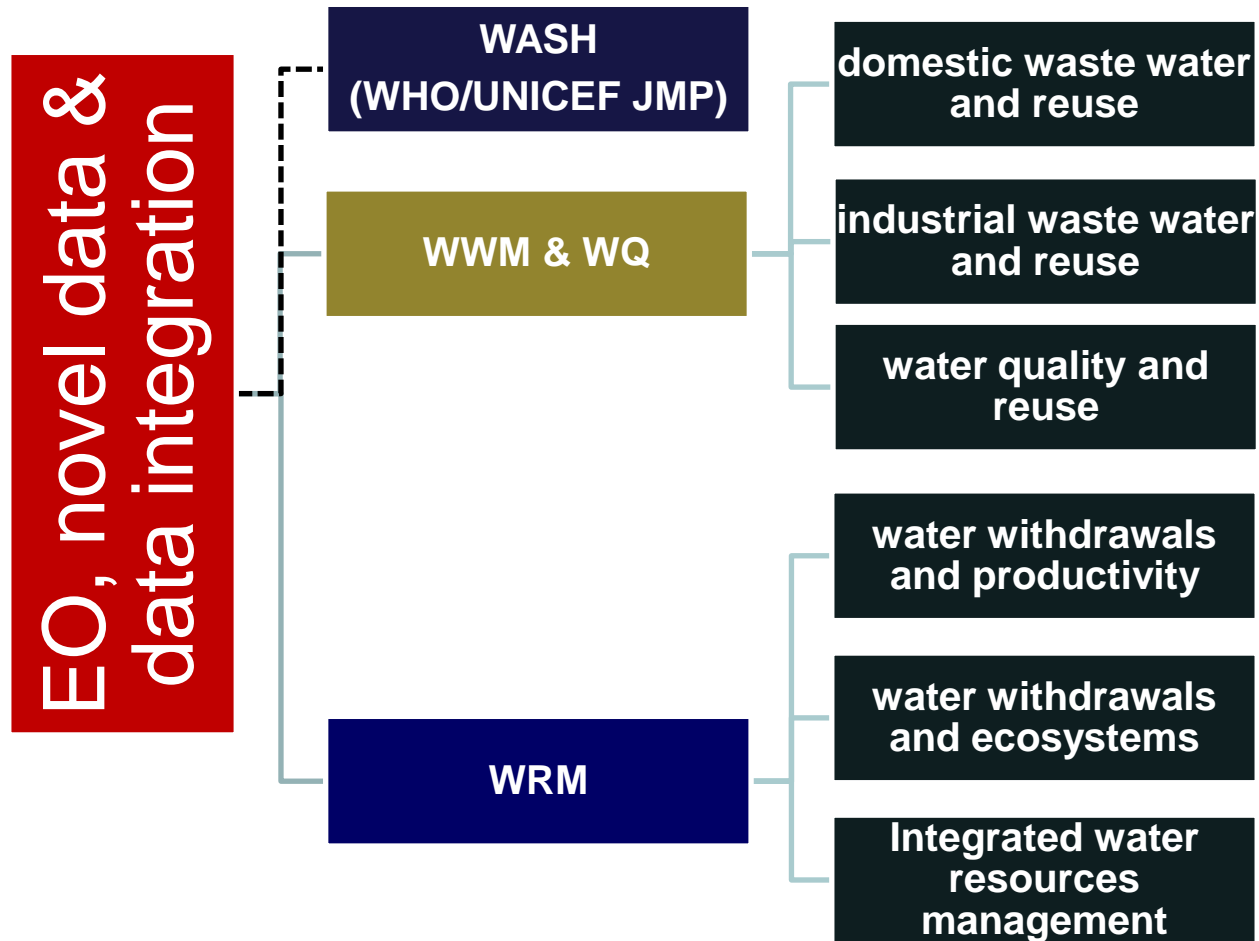 EO, novel data &
data integration
WASH
(WHO/UNICEF JMP)
WWM & WQ
WRM
domestic waste water
and reuse
industrial waste water
and reuse
water quality and
reuse
water withdrawals
and productivity
water withdrawals
and ecosystems
Integrated water
resources
management